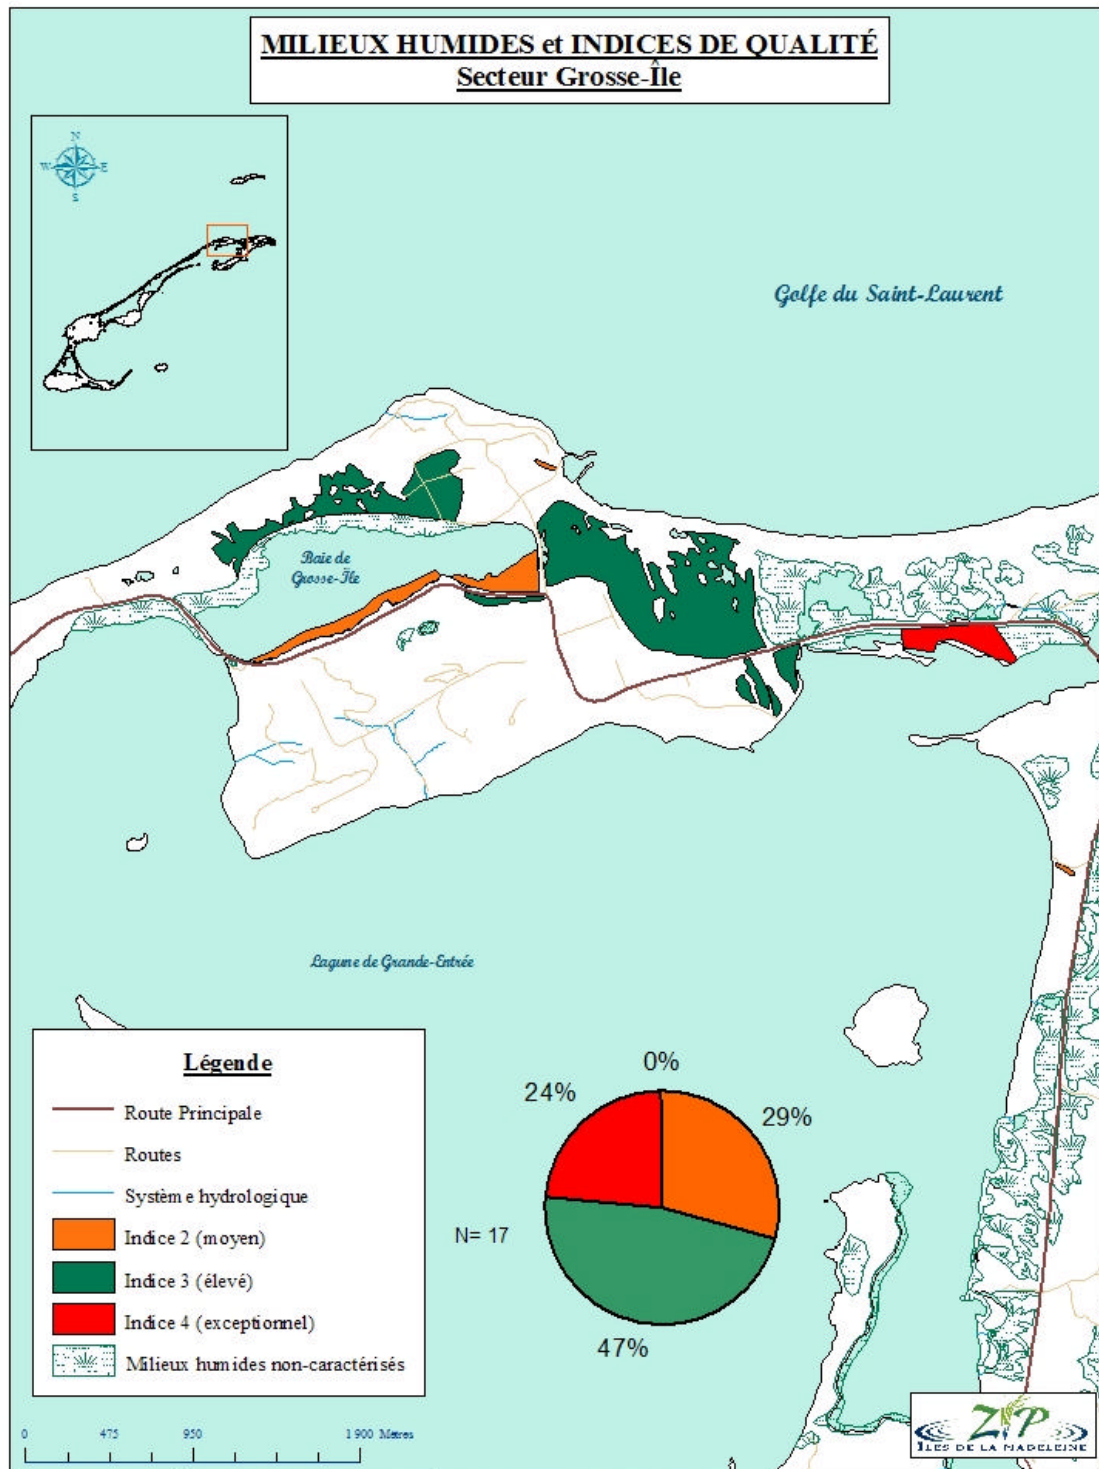 MILIEUX HUMIDES et INDICES DE QUALITÉ
Secteur Grosse-Île
N
W
E
S
Golfe du Saint-Laurent
Baie de
Grosse-Île
Lagune de Grande-Entrée
Légende
Route Principale
Routes
Système hydrologique
Indice 2 (moyen)
Indice 3 (élevé)
Indice 4 (exceptionnel)
Milieux humides non-caractérisés
0%
24%
29%
N= 17
47%
0 475 950 1 900 Mètres
ZIP
ÎLES DE LA MADELEINE